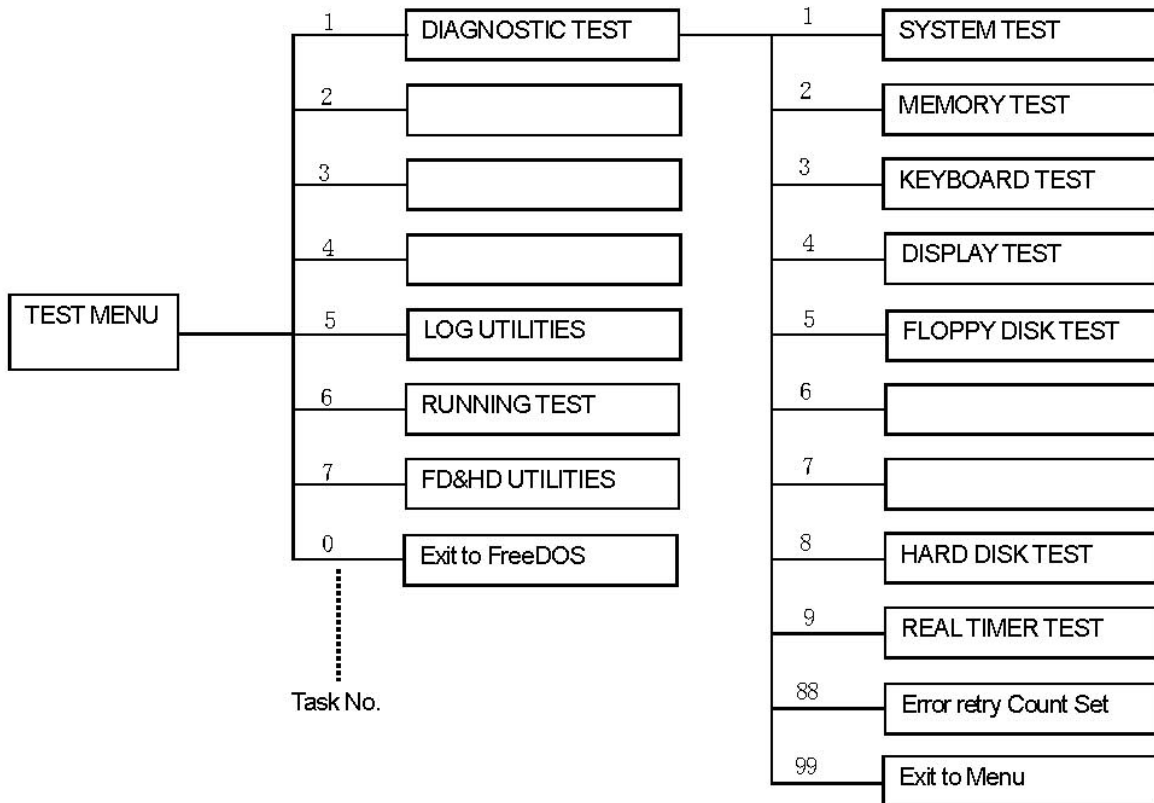 1 DIAGNOSTIC TEST
2
3
4
TEST MENU
5 LOG UTILITIES
6 RUNNING TEST
7 FD&HD UTILITIES
0 Exit to FreeDOS
Task No.
1 SYSTEM TEST
2 MEMORY TEST
3 KEYBOARD TEST
4 DISPLAY TEST
5 FLOPPY DISK TEST
6
7
8 HARD DISK TEST
9 REAL TIMER TEST
88 Error retry Count Set
99 Exit to Menu